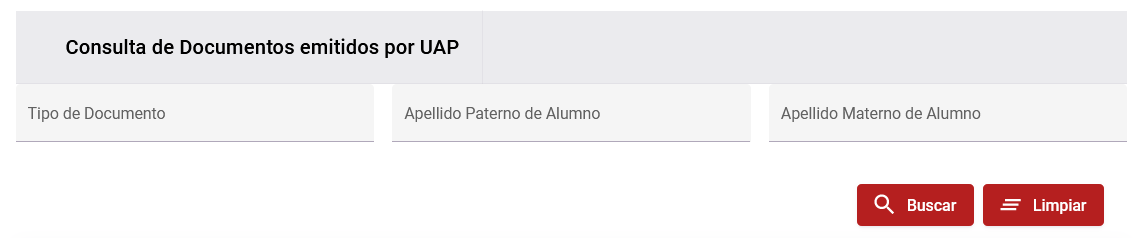 Consulta de Documentos emitidos por UAP
Tipo de Documento
Apellido Paterno de Alumno
Apellido Materno de Alumno
Buscar
Limpiar